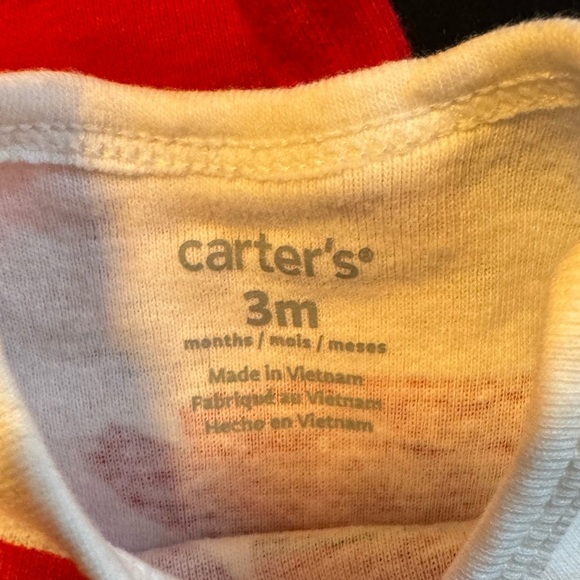 carter's®
3m
months / mois / meses
Made in Vietnam
Fabriqué au Vietnam
Hecho en Vietnam